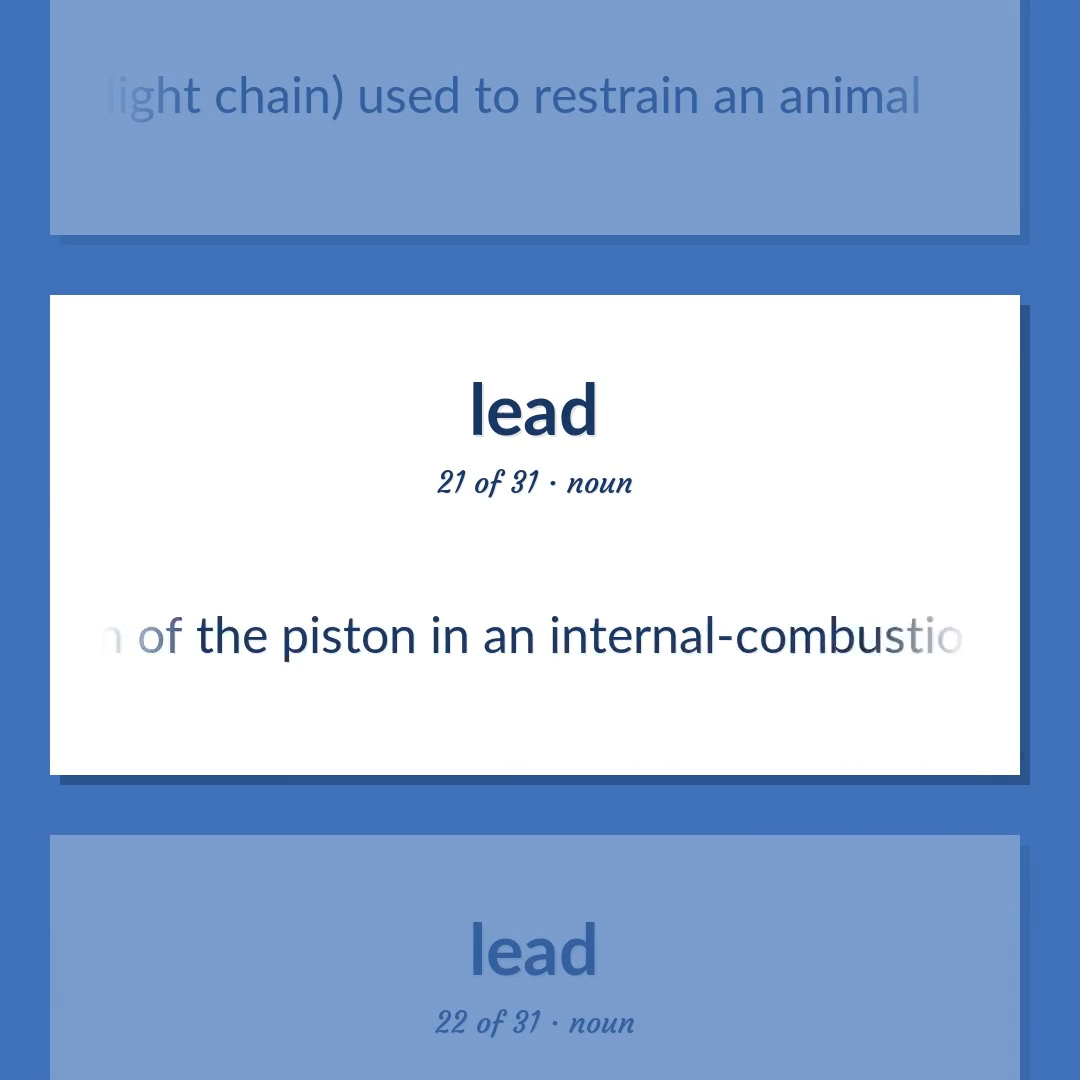 light chain) used to restrain an animal
lead
21 of 31 · noun
of the piston in an internal-combustio
lead
22 of 31 · noun